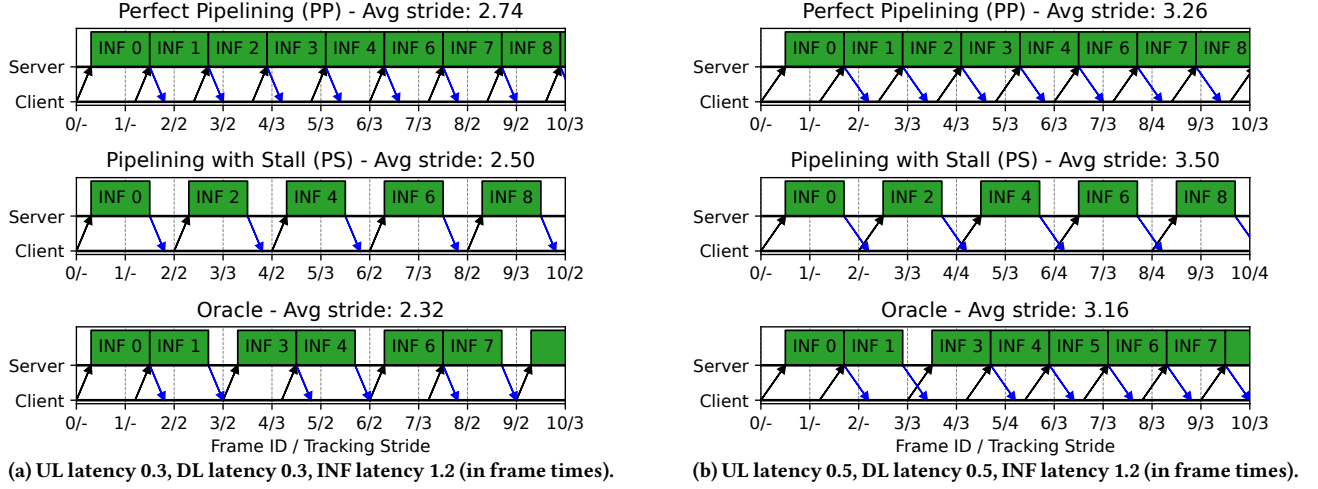 Perfect Pipelining (PP) - Avg stride: 2.74
INF 0 INF 1 INF 2 INF 3 INF 4 INF 6 INF 7 INF 8
Server
Client
0/- 1/- 2/2 3/2 4/3 5/3 6/3 7/3 8/2 9/2 10/3
Pipelining with Stall (PS) - Avg stride: 2.50
INF 0 INF 2 INF 4 INF 6 INF 8
Server
Client
0/- 1/- 2/2 3/3 4/2 5/3 6/2 7/3 8/2 9/3 10/2
Oracle - Avg stride: 2.32
INF 0 INF 1 INF 3 INF 4 INF 6 INF 7
Server
Client
0/- 1/- 2/2 3/2 4/3 5/2 6/2 7/3 8/2 9/2 10/3
Frame ID / Tracking Stride
(a) UL latency 0.3, DL latency 0.3, INF latency 1.2 (in frame times).
Perfect Pipelining (PP) - Avg stride: 3.26
INF 0 INF 1 INF 2 INF 3 INF 4 INF 6 INF 7 INF 8
Server
Client
0/- 1/- 2/- 3/3 4/3 5/3 6/3 7/3 8/4 9/3 10/3
Pipelining with Stall (PS) - Avg stride: 3.50
INF 0 INF 2 INF 4 INF 6 INF 8
Server
Client
0/- 1/- 2/- 3/3 4/4 5/3 6/4 7/3 8/4 9/3 10/4
Oracle - Avg stride: 3.16
INF 0 INF 1 INF 3 INF 4 INF 5 INF 6 INF 7
Server
Client
0/- 1/- 2/- 3/3 4/3 5/4 6/3 7/3 8/3 9/3 10/3
Frame ID / Tracking Stride
(b) UL latency 0.5, DL latency 0.5, INF latency 1.2 (in frame times).